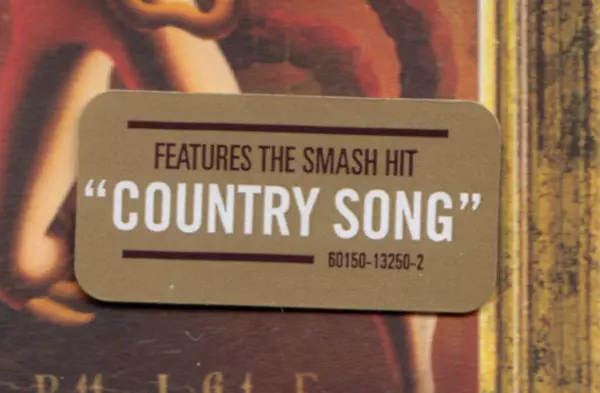 FEATURES THE SMASH HIT
“COUNTRY SONG”
60150-13250-2